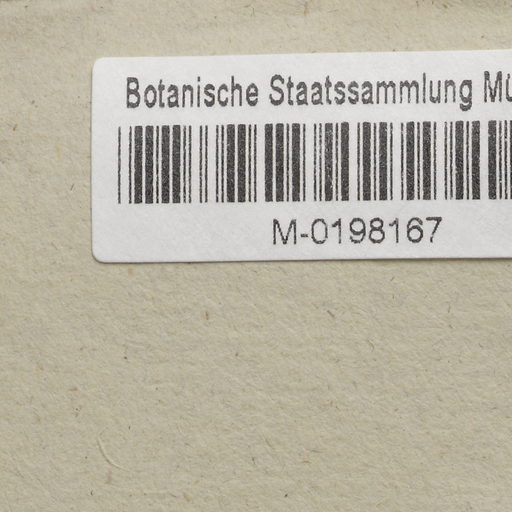 Botanische Staatssammlung Mü
M-0198167